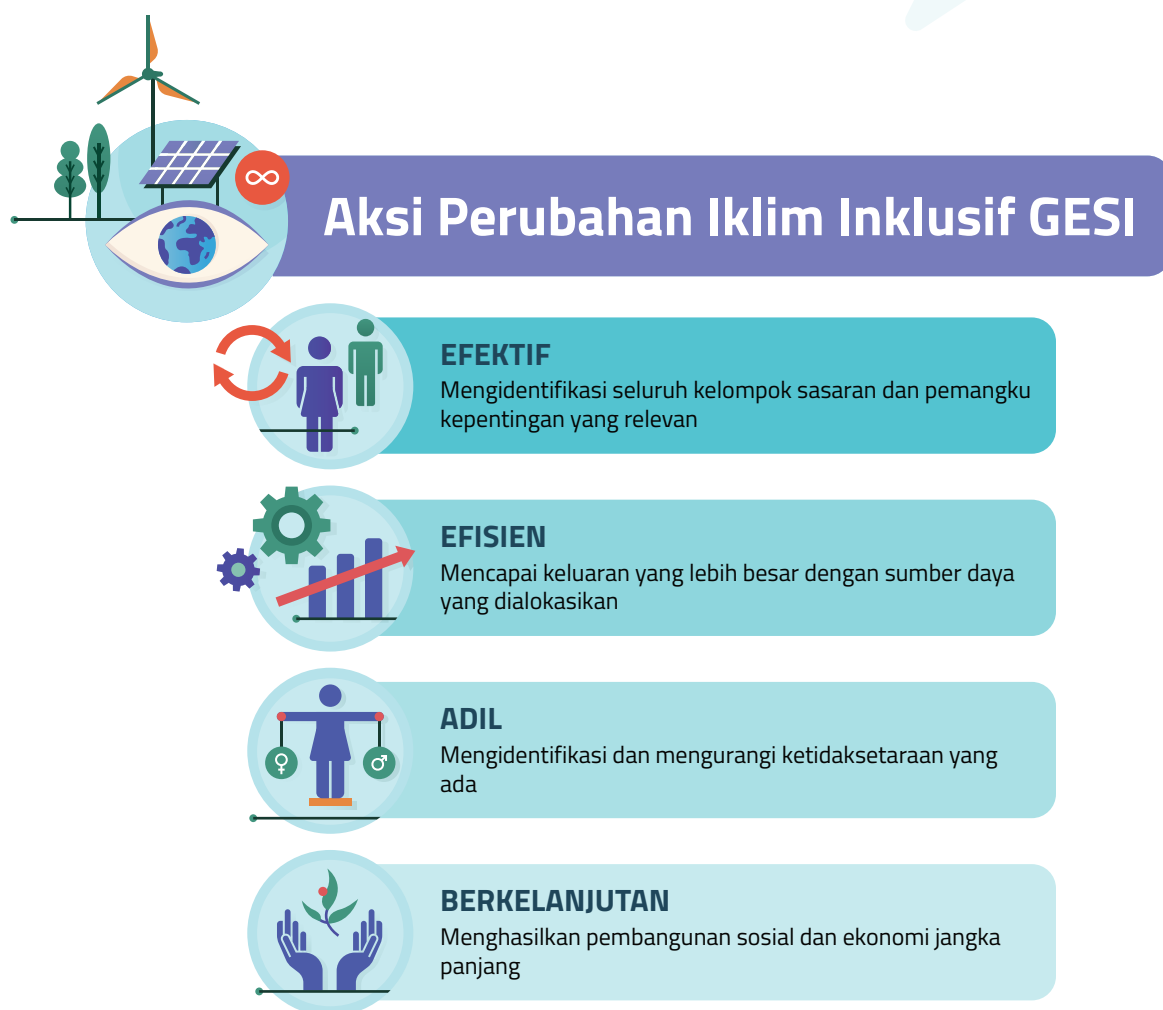 Aksi Perubahan Iklim Inklusif GESI
EFEKTIF
Mengidentifikasi seluruh kelompok sasaran dan pemangku
kepentingan yang relevan
EFISIEN
Mencapai keluaran yang lebih besar dengan sumber daya
yang dialokasikan
ADIL
Mengidentifikasi dan mengurangi ketidaksetaraan yang
ada
BERKELANJUTAN
Menghasilkan pembangunan sosial dan ekonomi jangka
panjang